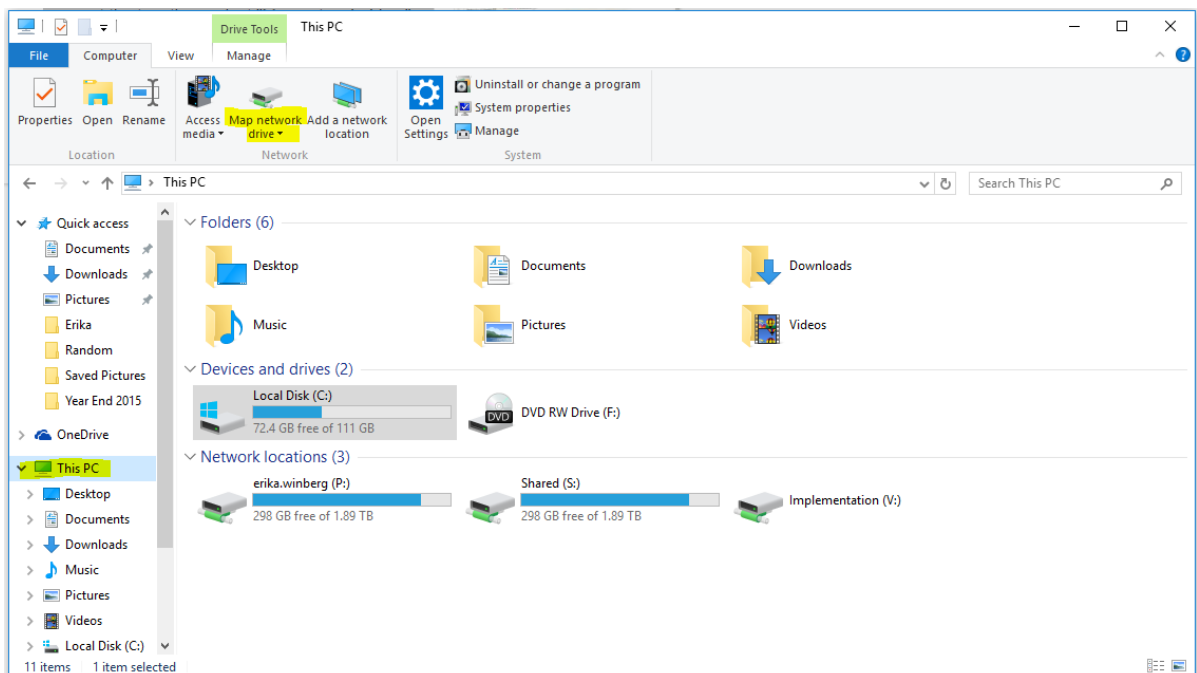 Drive Tools This PC
File Computer View Manage
Properties Open Rename Access media Map network drive Add a network location Open Settings
Uninstall or change a program
System properties
Manage
Location Network System
This PC Search This PC
Quick access
Documents
Downloads
Pictures
Erika
Random
Saved Pictures
Year End 2015
OneDrive
This PC
Desktop
Documents
Downloads
Music
Pictures
Videos
Local Disk (C:)
Folders (6)
Desktop Documents Downloads
Music Pictures Videos
Devices and drives (2)
Local Disk (C:)
72.4 GB free of 111 GB
DVD
DVD RW Drive (F:)
Network locations (3)
erika.winberg (P:)
298 GB free of 1.89 TB
Shared (S:)
298 GB free of 1.89 TB
Implementation (V:)
11 items 1 item selected